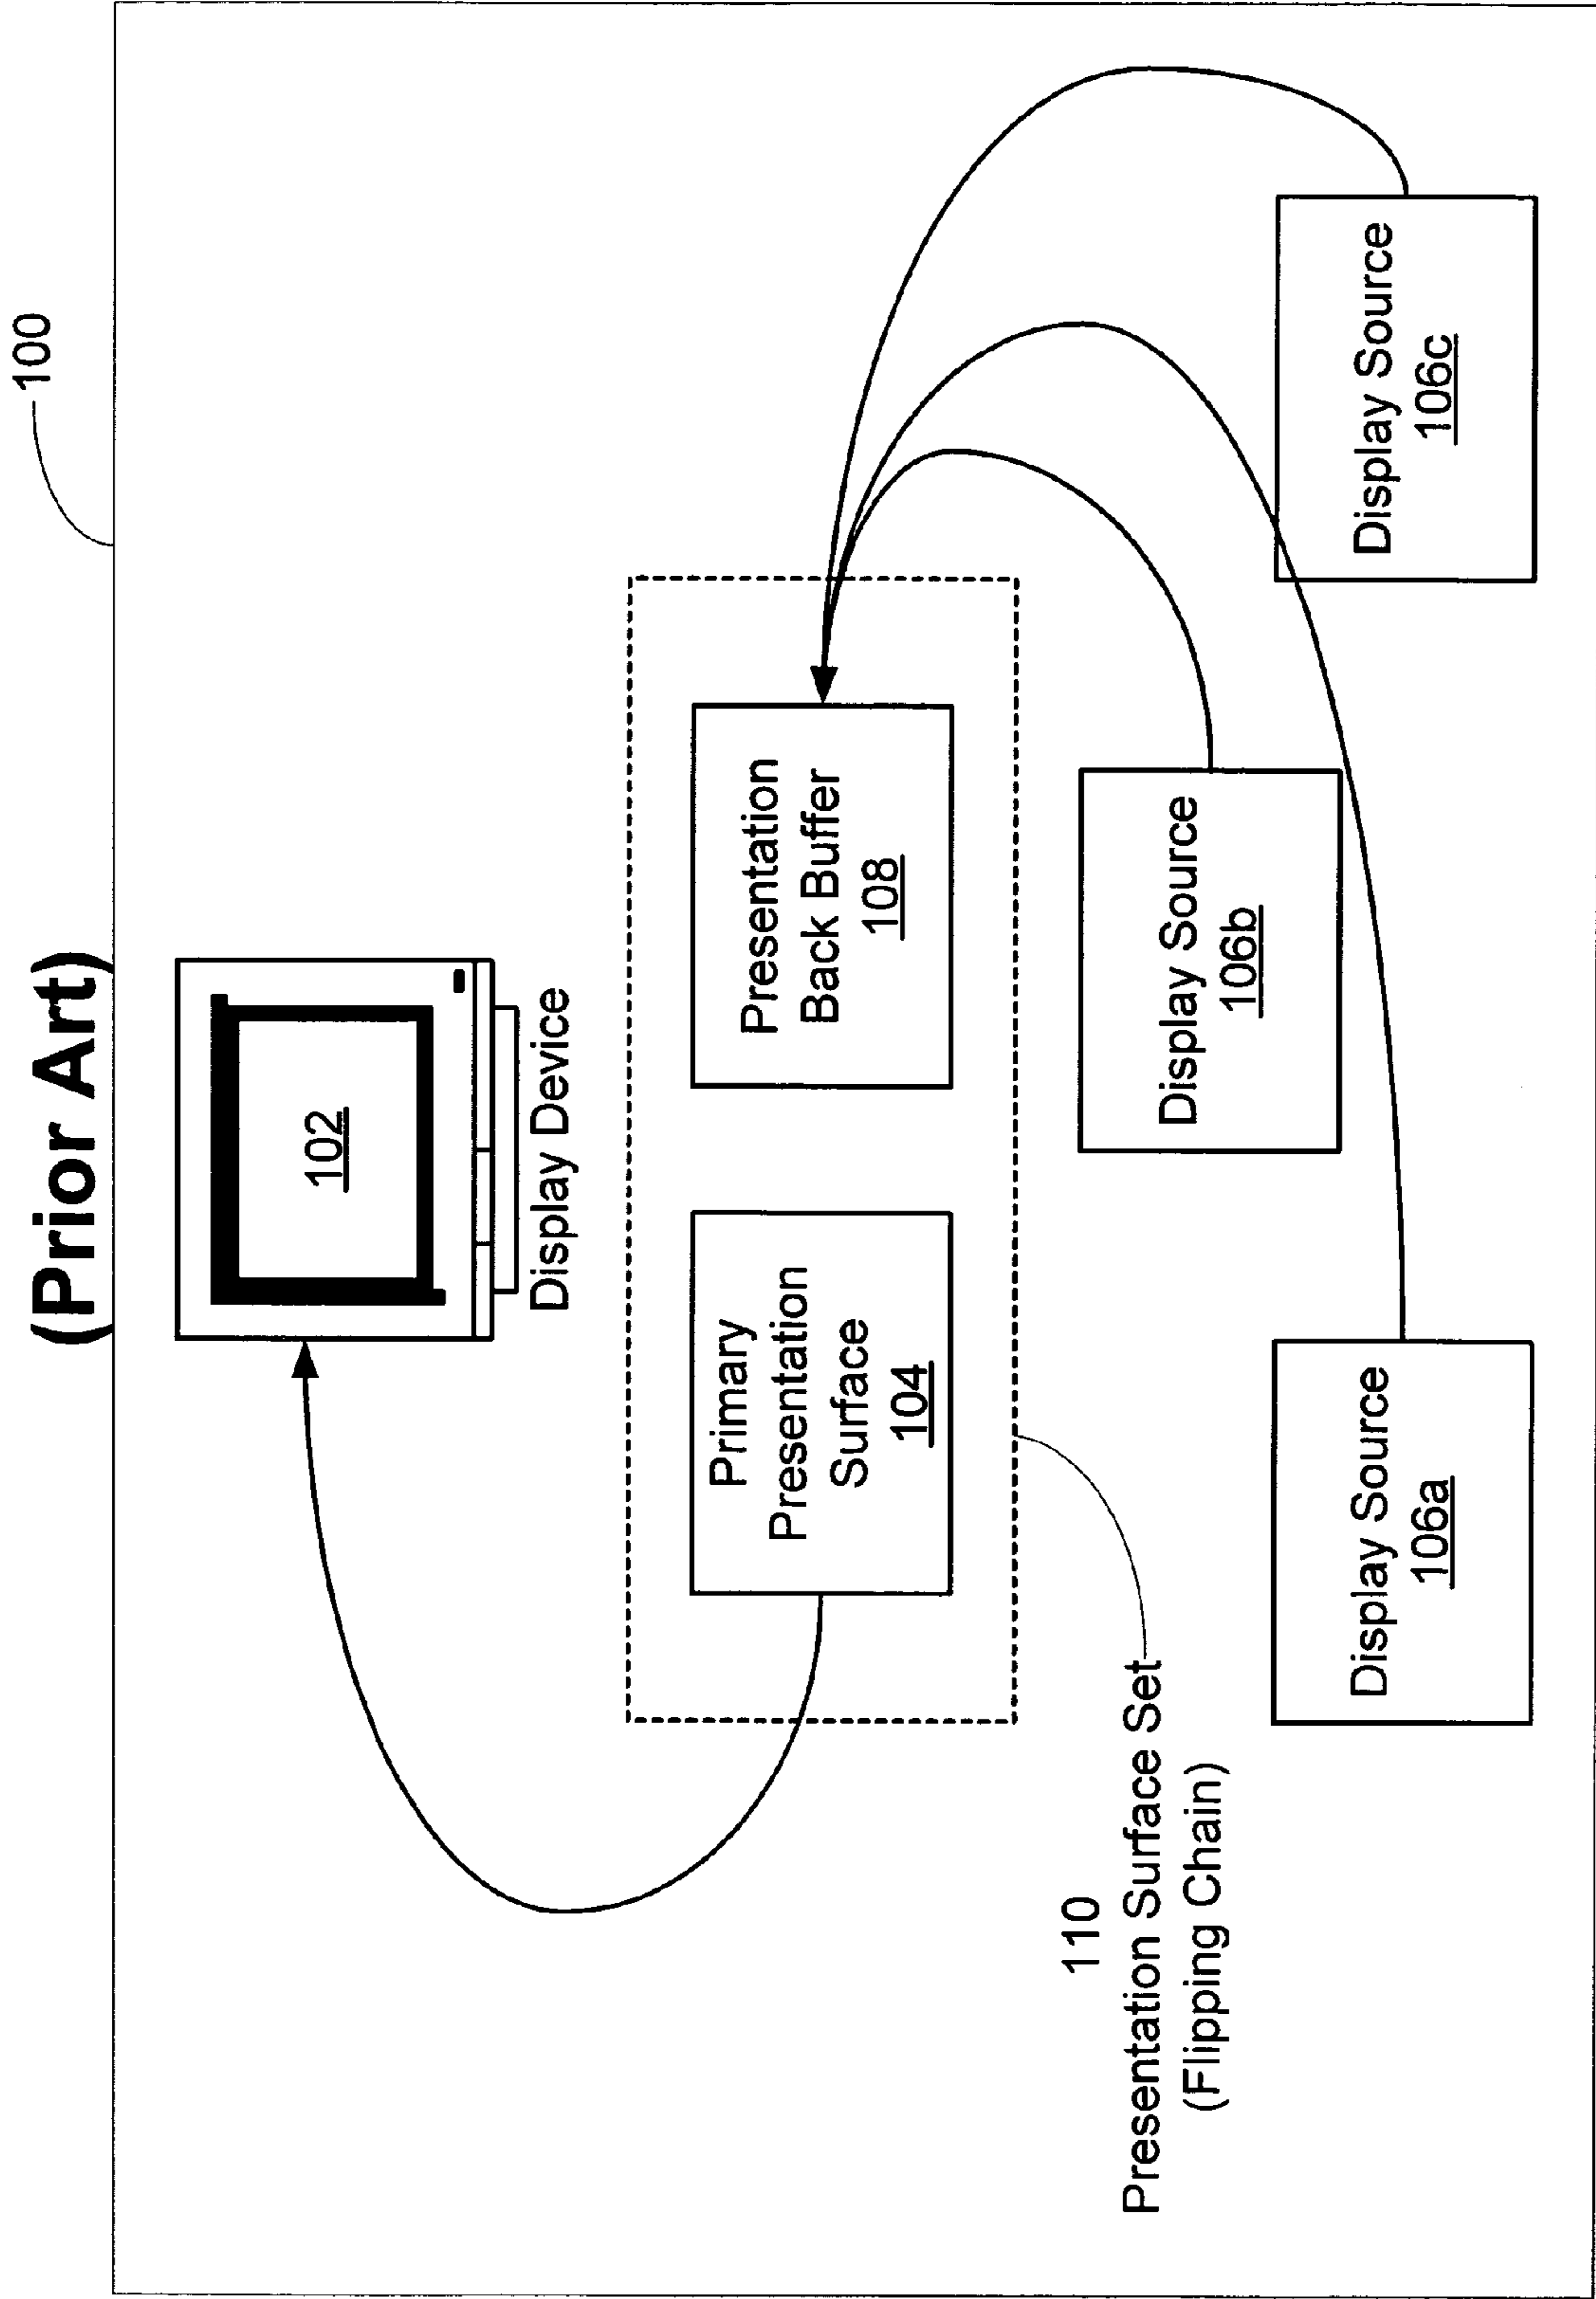 (Prior Art)
100
102
Display Device
Primary
Presentation
Surface
104
Presentation
Back Buffer
108
110
Presentation Surface Set
(Flipping Chain)
Display Source
106a
Display Source
106b
Display Source
106c